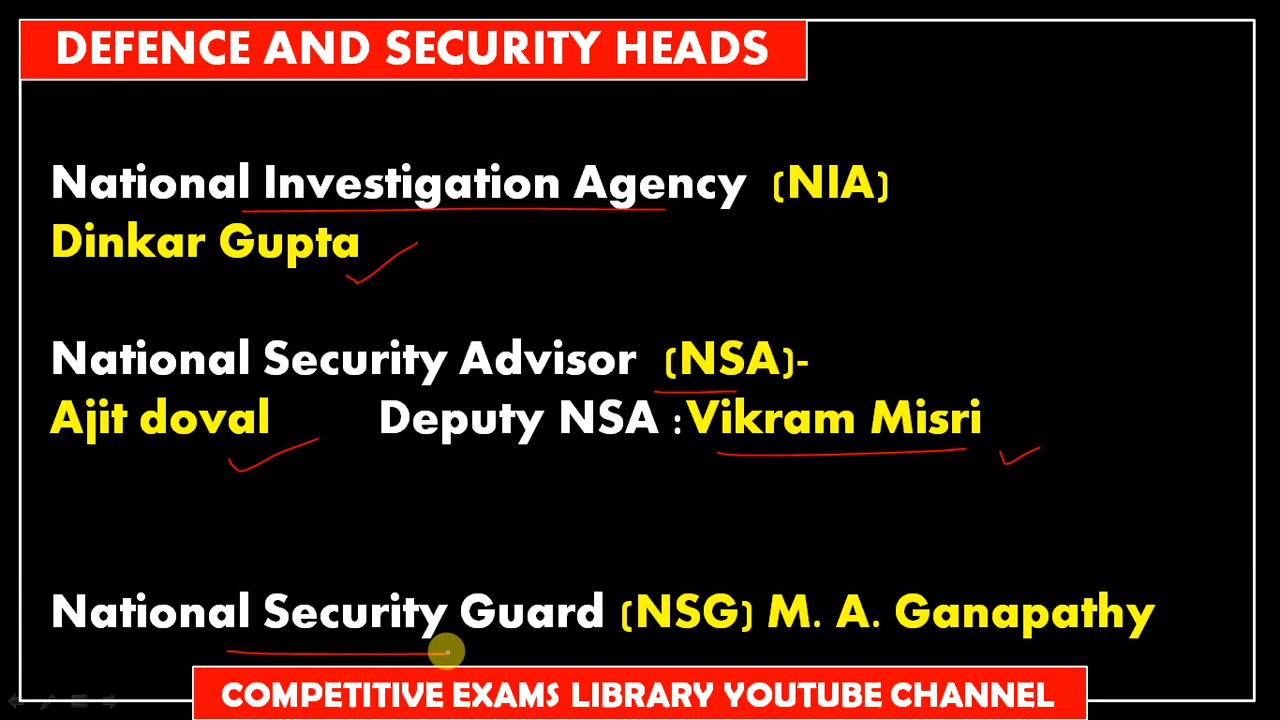 DEFENCE AND SECURITY HEADS
National Investigation Agency (NIA)
Dinkar Gupta
National Security Advisor (NSA)-
Ajit doval Deputy NSA : Vikram Misri
National Security Guard (NSG) M. A. Ganapathy
COMPETITIVE EXAMS LIBRARY YOUTUBE CHANNEL